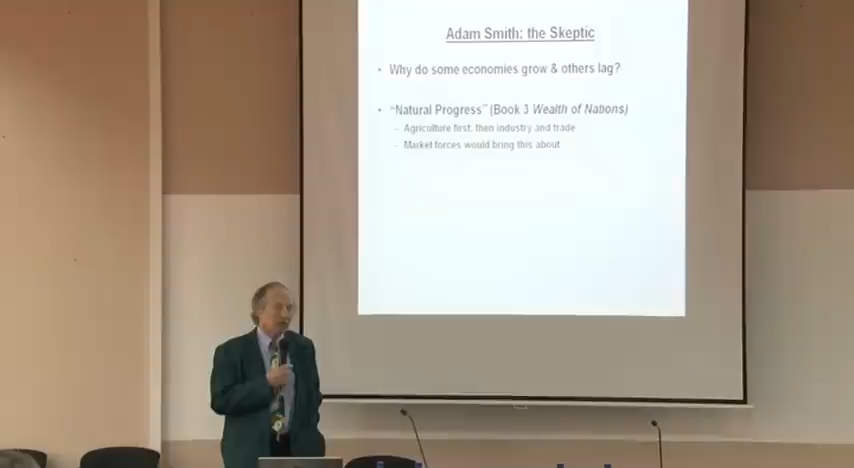 Adam Smith: the Skeptic
• Why do some economies grow & others lag?
• "Natural Progress" (Book 3 Wealth of Nations)
– Agriculture first, then industry and trade
– Market forces would bring this about